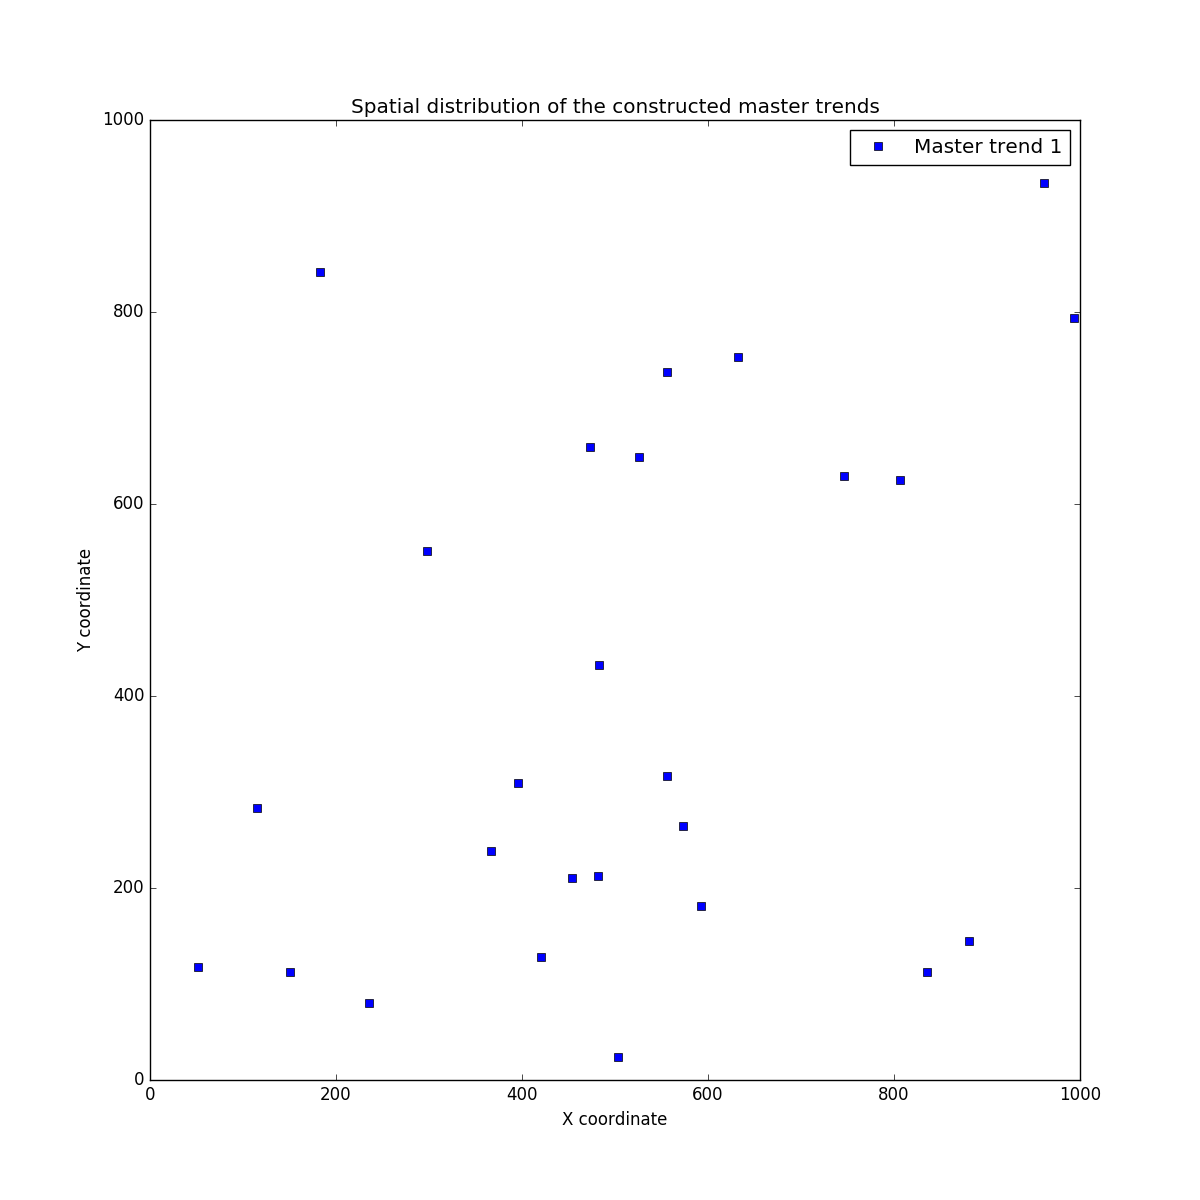 Spatial distribution of the constructed master trends
Master trend 1
1000
800
600
400
200
0
Y coordinate
0 200 400 600 800 1000
X coordinate